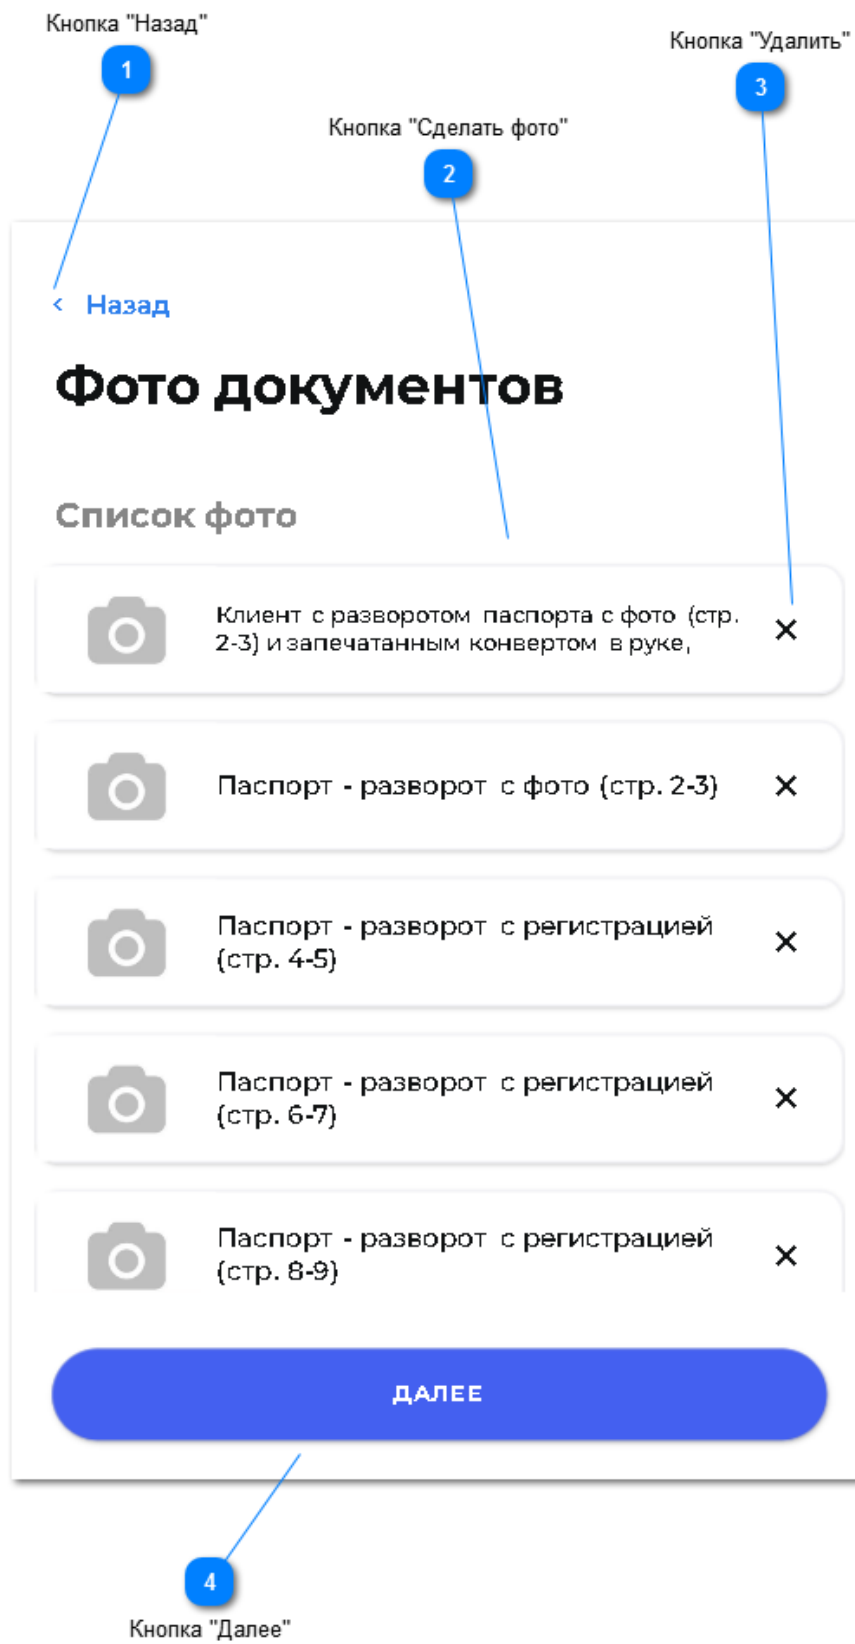 Кнопка "Назад"
1
Кнопка "Удалить"
3
Кнопка "Сделать фото"
2
< Назад
Фото документов
Список фото
Клиент с разворотом паспорта с фото (стр.
2-3) и запечатанным конвертом в руке,
Паспорт - разворот с фото (стр. 2-3)
Паспорт - разворот с регистрацией
(стр. 4-5)
Паспорт - разворот с регистрацией
(стр. 6-7)
Паспорт - разворот с регистрацией
(стр. 8-9)
ДАЛЕЕ
4
Кнопка "Далее"